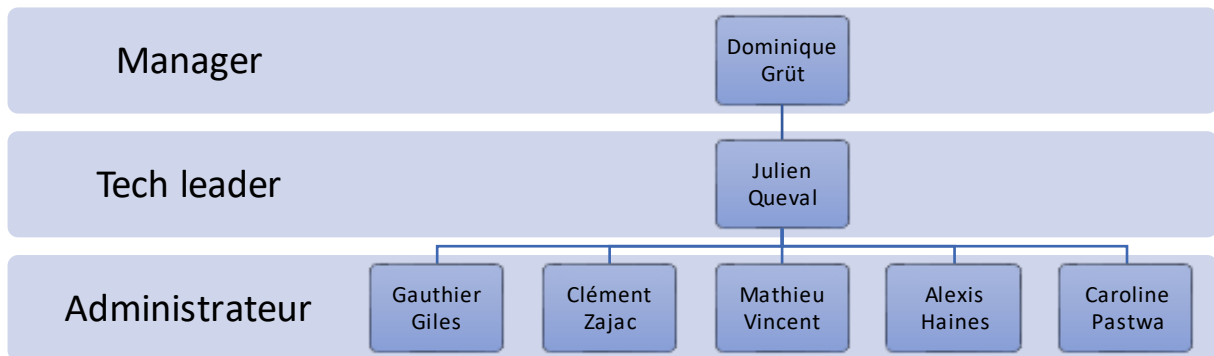 Manager
Dominique
Grüt
Tech leader
Julien
Queval
Administrateur
Gauthier
Giles
Clément
Zajac
Mathieu
Vincent
Alexis
Haines
Caroline
Pastwa